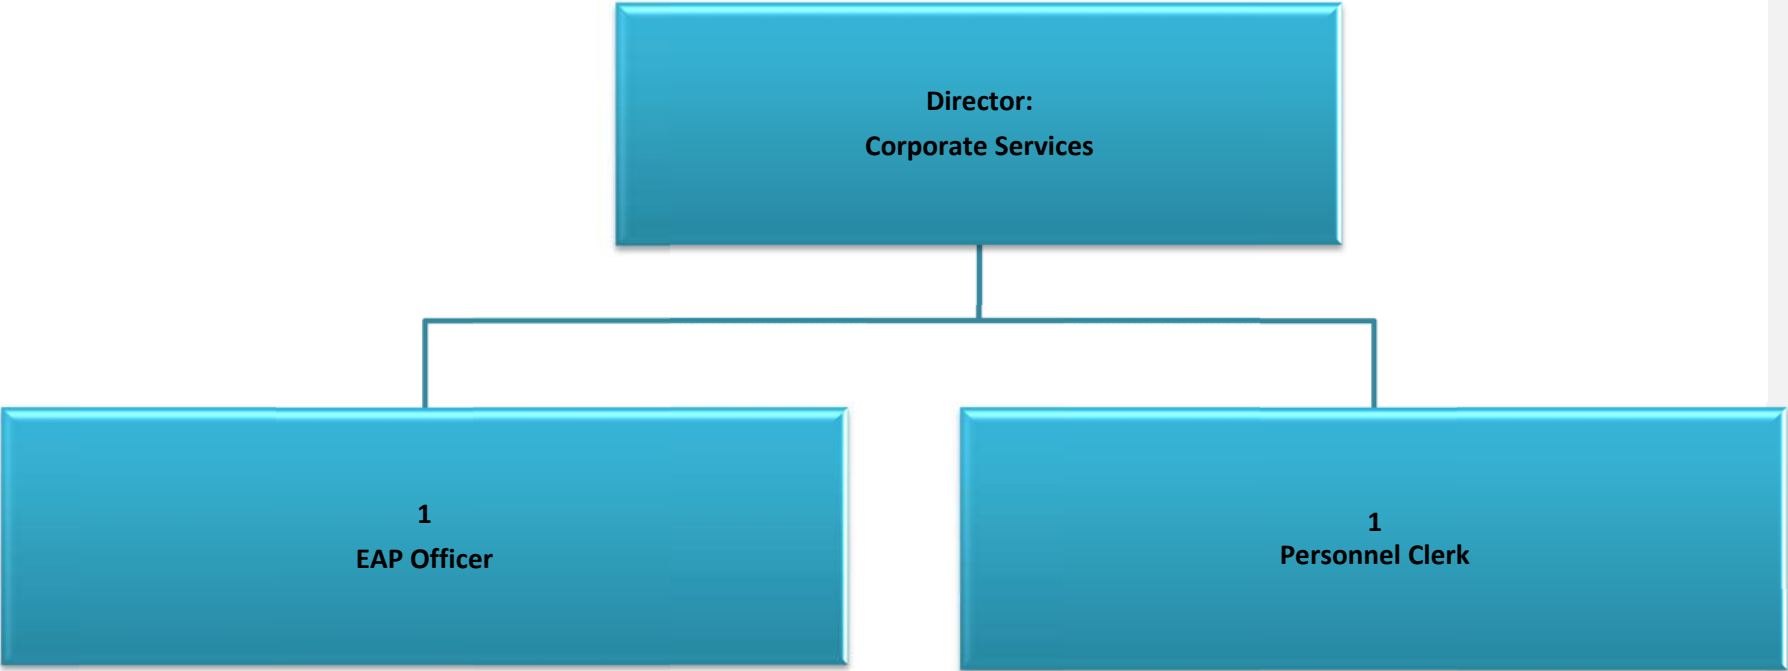 Director:
Corporate Services
1
EAP Officer
1
Personnel Clerk